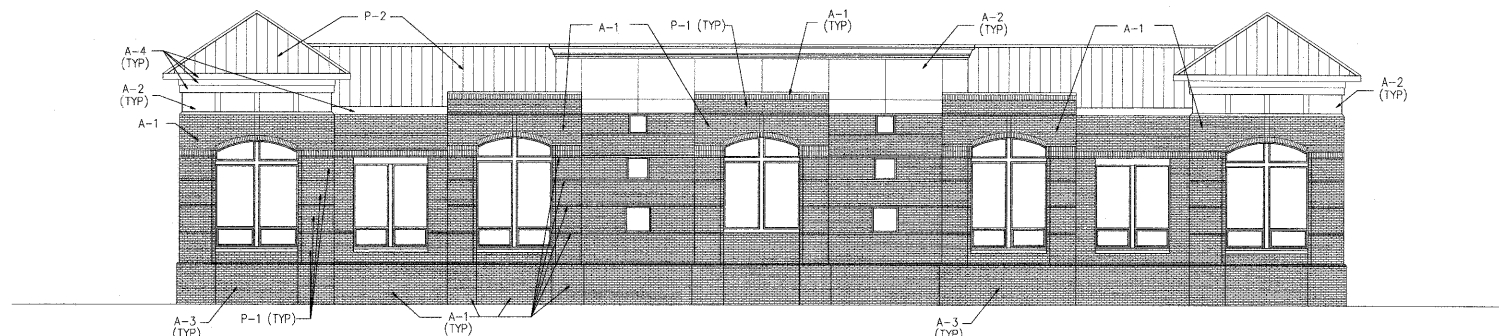 P-2
A-1
P-1 (TYP)
A-1
(TYP)
A-2
(TYP)
A-1
A-4
(TYP)
A-2
(TYP)
A-2
(TYP)
A-1
A-3
(TYP)
P-1 (TYP)
A-1
(TYP)
A-3
(TYP)